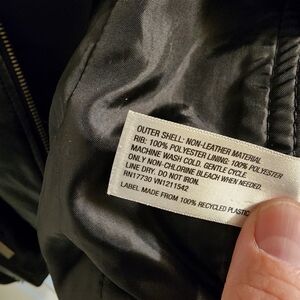 OUTER SHELL: NON-LEATHER MATERIAL
RIB: 100% POLYESTER LINING: 100% POLYESTER
MACHINE WASH COLD. GENTLE CYCLE
ONLY NON-CHLORINE BLEACH WHEN NEEDED.
LINE DRY. DO NOT IRON.
RN17730 VN1211542
LABEL MADE FROM 100% RECYCLED PLASTIC